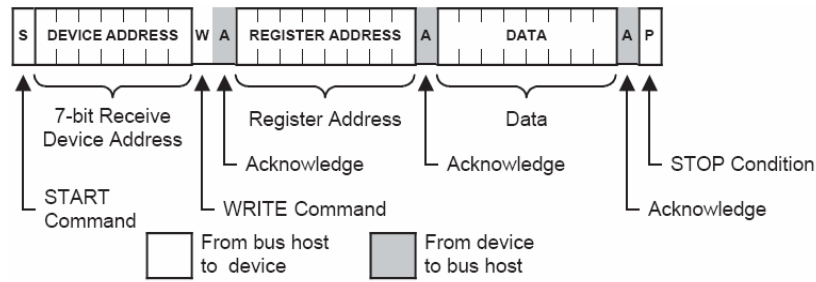 S DEVICE ADDRESS W A REGISTER ADDRESS A DATA A P
7-bit Receive
Device Address
Register Address
Data
Acknowledge
Acknowledge
STOP Condition
START
Command
WRITE Command
Acknowledge
From bus host
to device
From device
to bus host